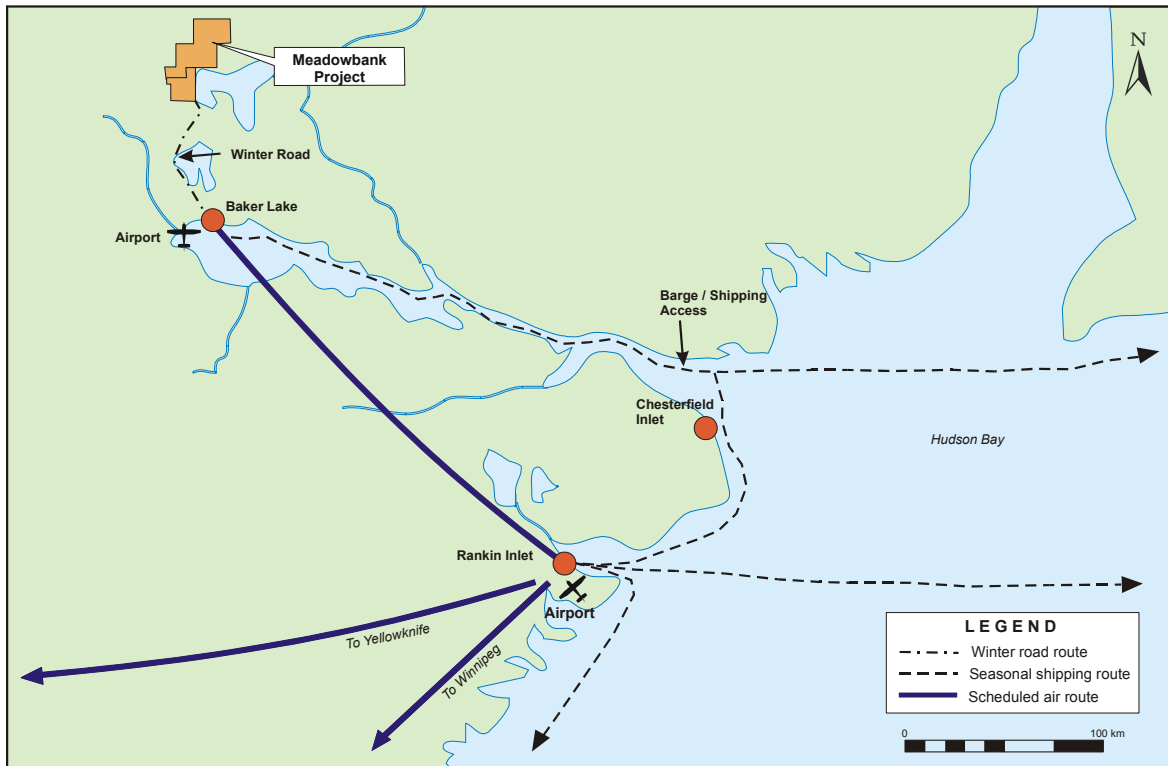 N
Meadowbank
Project
Winter Road
Baker Lake
Airport
Barge / Shipping
Access
Chesterfield
Inlet
Hudson Bay
Rankin Inlet
Airport
To Yellowknife
To Winnipeg
LEGEND
Winter road route
Seasonal shipping route
Scheduled air route
0 100 km